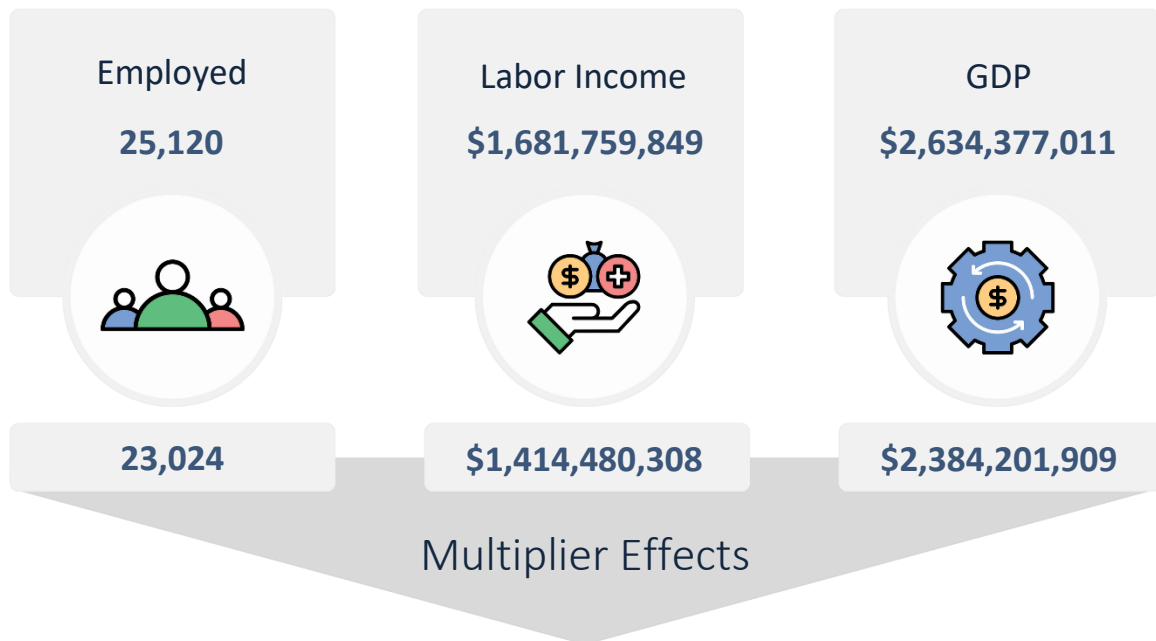 Employed
25,120
Labor Income
$1,681,759,849
GDP
$2,634,377,011
$
$
23,024
$1,414,480,308
$2,384,201,909
Multiplier Effects